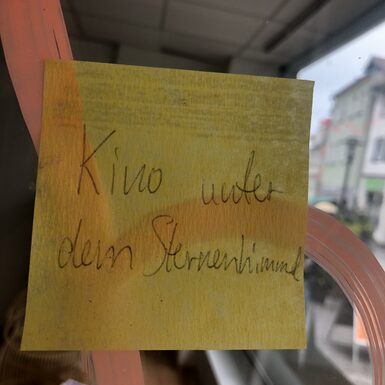 Kino unter
dem Sternenhimmel